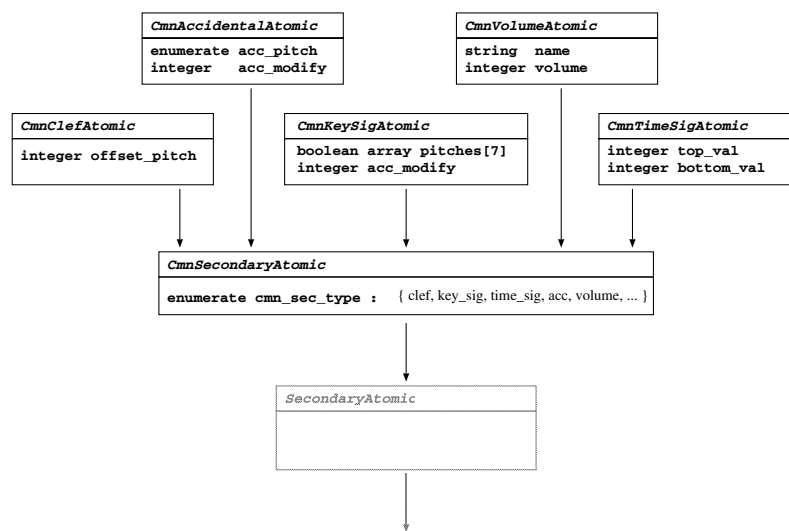 CmnAccidentalAtomic
enumerate acc_pitch
integer acc_modify
CmnVolumeAtomic
string name
integer volume
CmnClefAtomic
integer offset_pitch
CmnKeySigAtomic
boolean array pitches[7]
integer acc_modify
CmnTimeSigAtomic
integer top_val
integer bottom_val
CmnSecondaryAtomic
enumerate cmn_sec_type : { clef, key_sig, time_sig, acc, volume, ... }
SecondaryAtomic